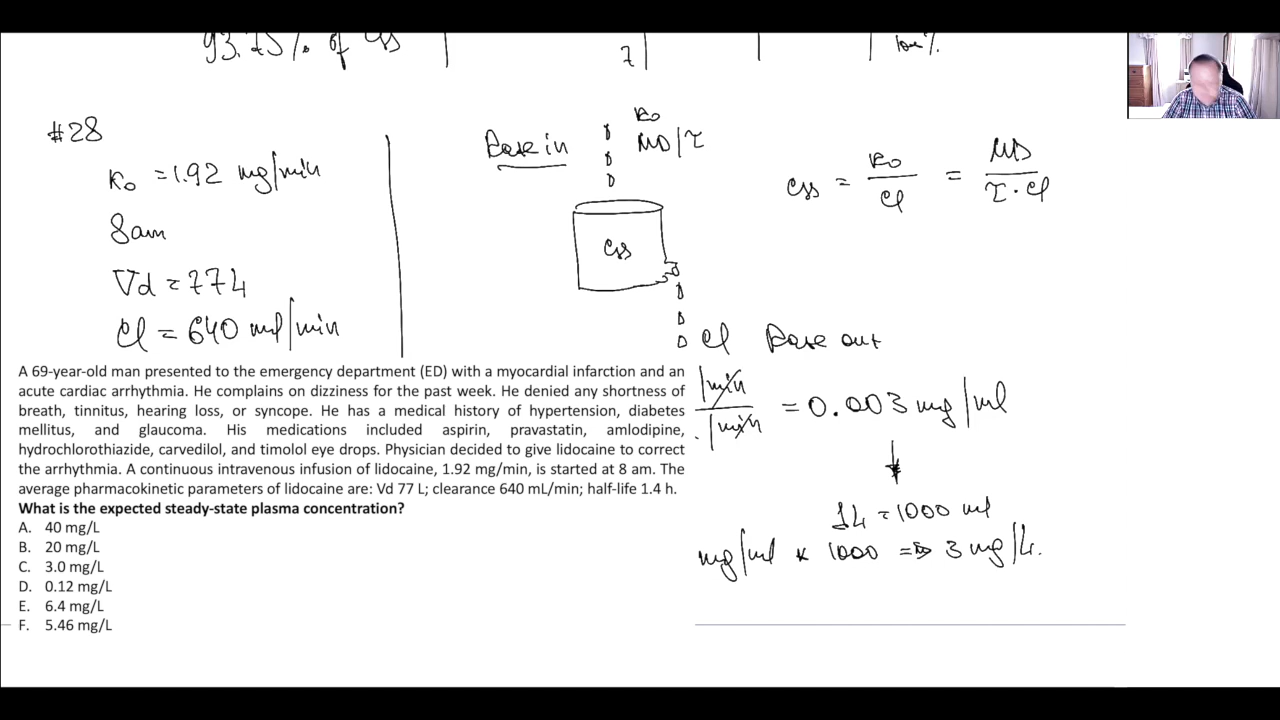 93.75% of Css
7
100%
#28
K₀ = 1.92 mg/min
8am
Vd = 77L
Cl = 640 ml/min
Dose in
K₀
MD/τ
Css
Cl Dose out
Css = K₀/Cl = MD/τ·Cl
/min / /min = 0.003 mg/ml
1L = 1000 ml
mg/ml × 1000 => 3 mg/L.
A 69-year-old man presented to the emergency department (ED) with a myocardial infarction and an
acute cardiac arrhythmia. He complains on dizziness for the past week. He denied any shortness of
breath, tinnitus, hearing loss, or syncope. He has a medical history of hypertension, diabetes
mellitus, and glaucoma. His medications included aspirin, pravastatin, amlodipine,
hydrochlorothiazide, carvedilol, and timolol eye drops. Physician decided to give lidocaine to correct
the arrhythmia. A continuous intravenous infusion of lidocaine, 1.92 mg/min, is started at 8 am. The
average pharmacokinetic parameters of lidocaine are: Vd 77 L; clearance 640 mL/min; half-life 1.4 h.
What is the expected steady-state plasma concentration?
A. 40 mg/L
B. 20 mg/L
C. 3.0 mg/L
D. 0.12 mg/L
E. 6.4 mg/L
F. 5.46 mg/L